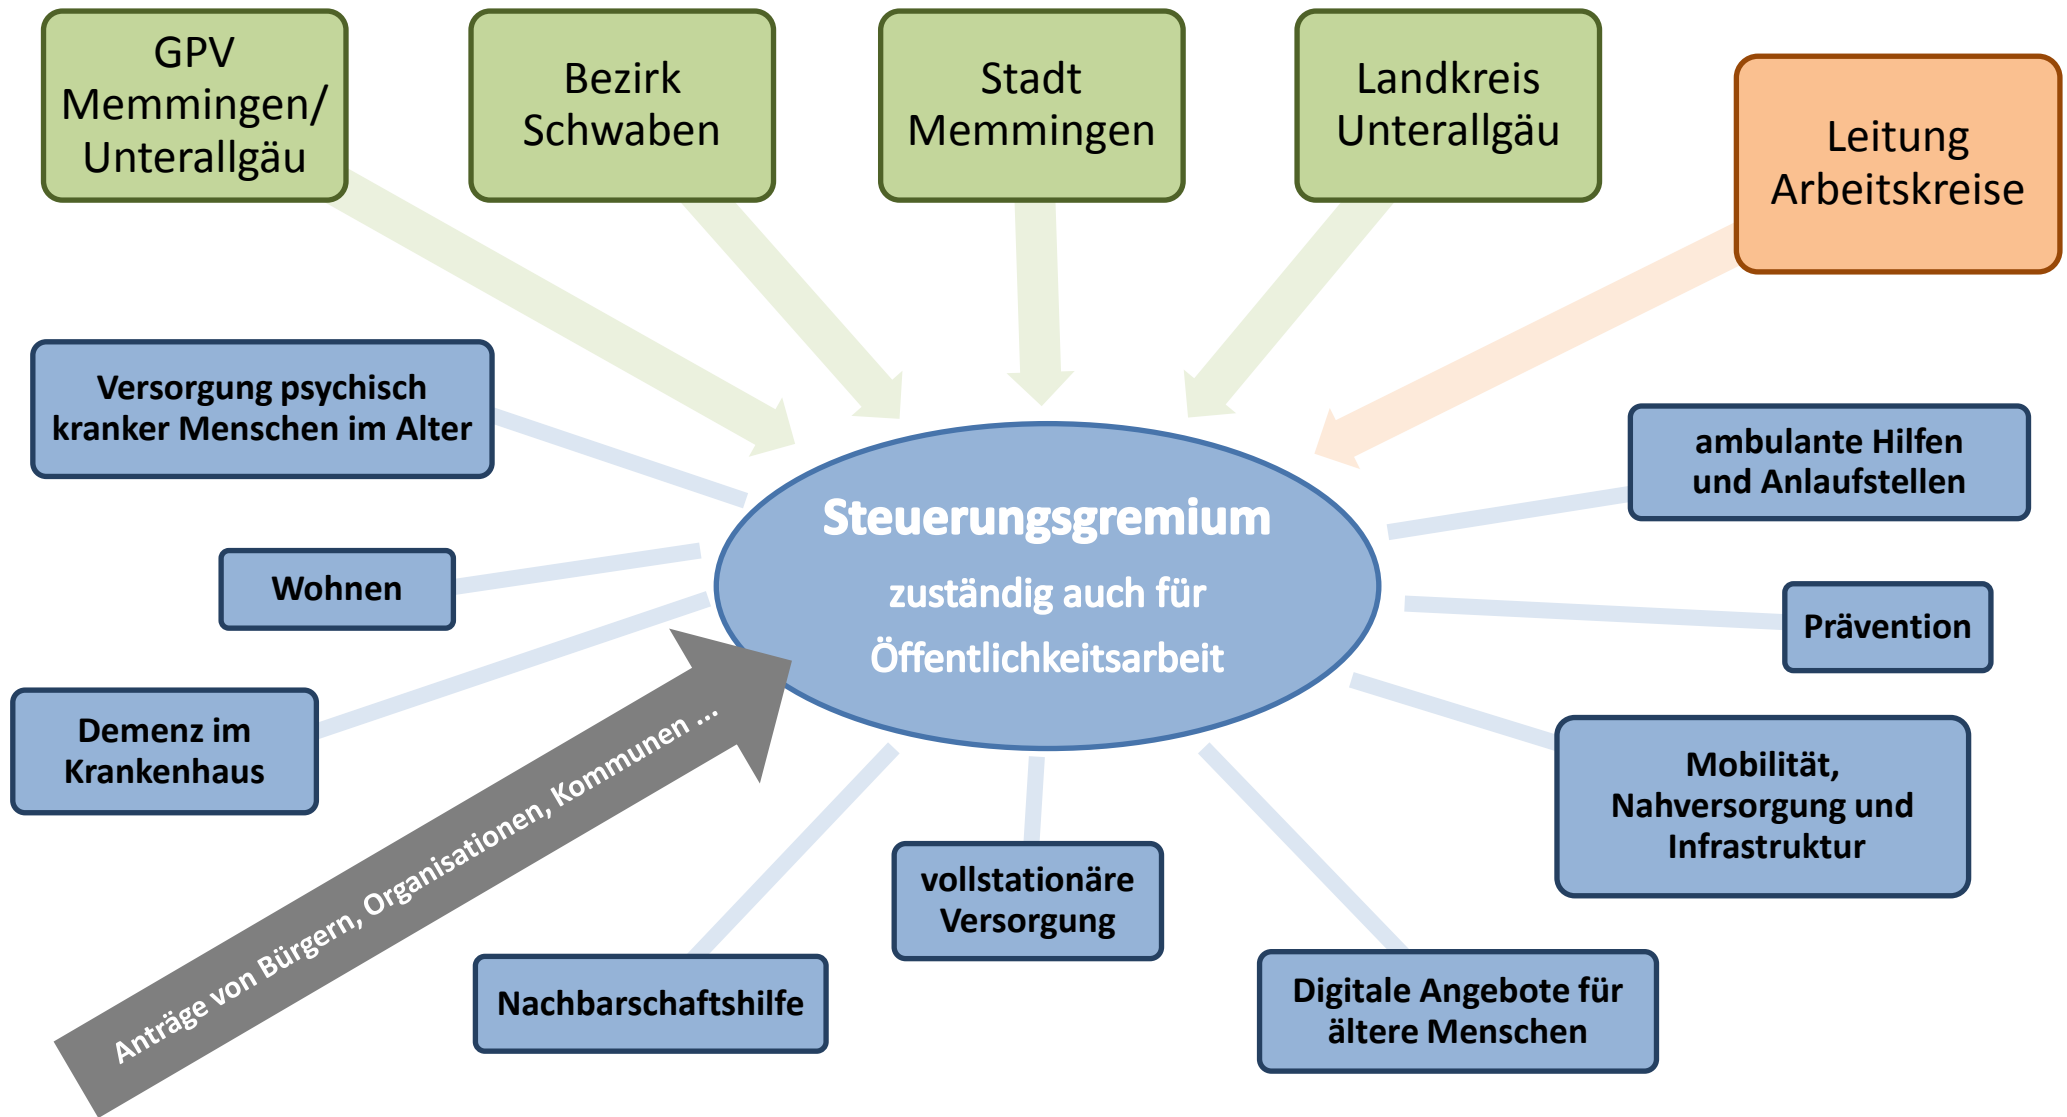 GPV
Memmingen/
Unterallgäu
Bezirk
Schwaben
Stadt
Memmingen
Landkreis
Unterallgäu
Leitung
Arbeitskreise
Versorgung psychisch
kranker Menschen im Alter
ambulante Hilfen
und Anlaufstellen
Steuerungsgremium
zuständig auch für
Öffentlichkeitsarbeit
Wohnen
Prävention
Demenz im
Krankenhaus
Mobilität,
Nahversorgung und
Infrastruktur
Anträge von Bürgern, Organisationen, Kommunen ...
vollstationäre
Versorgung
Nachbarschaftshilfe
Digitale Angebote für
ältere Menschen